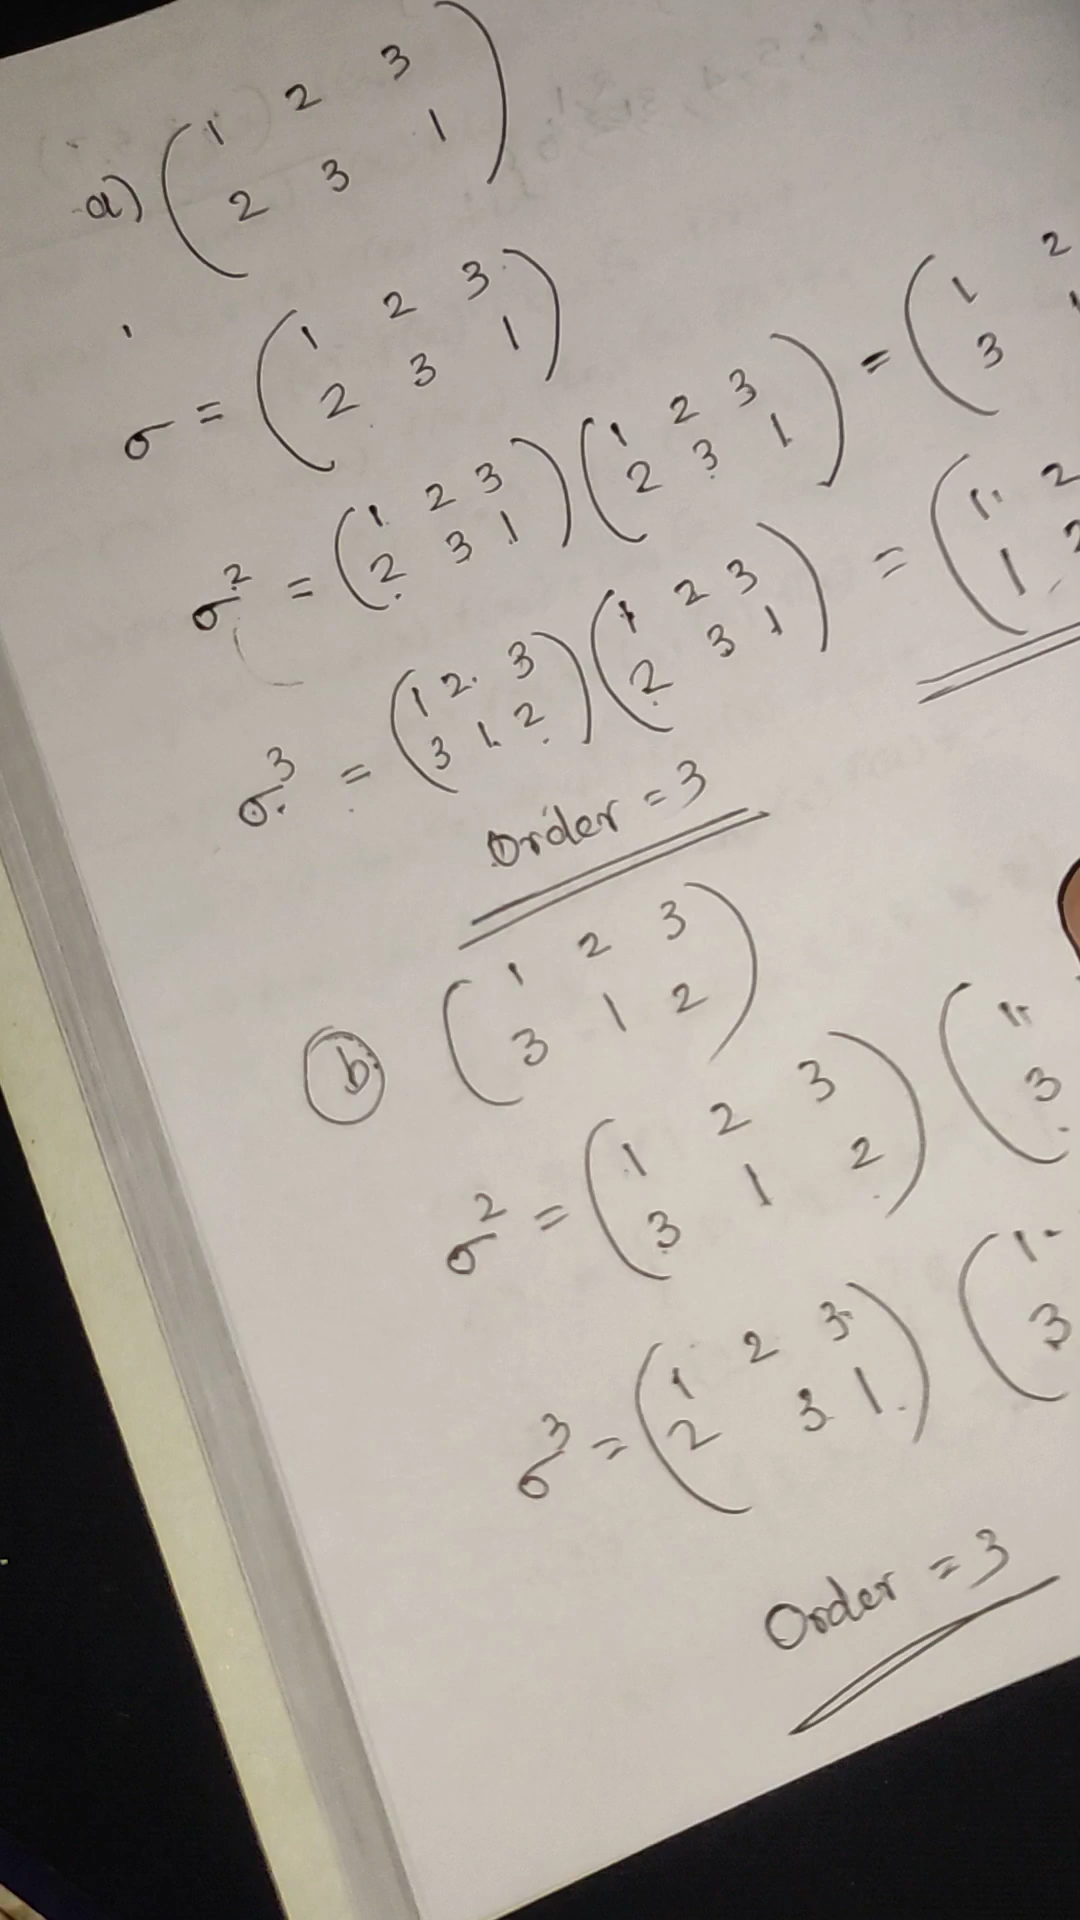 a) ( 1 2 3
2 3 1 )
σ = ( 1 2 3
2 3 1 )
σ² = ( 1 2 3
2 3 1 ) ( 1 2 3
2 3 1 ) = ( 1 2
3 1
σ³ = ( 1 2 3
3 1 2 ) ( 1 2 3
2 3 1 ) = ( 1 2
1 2
Order = 3
b ( 1 2 3
3 1 2 )
σ² = ( 1 2 3
3 1 2 ) ( 1
3
σ³ = ( 1 2 3
2 3 1 ) ( 1
3
Order = 3